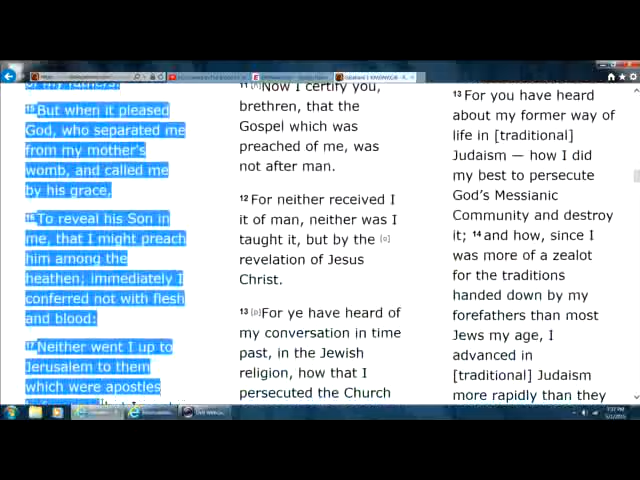 of my fathers.
15 But when it pleased
God, who separated me
from my mother's
womb, and called me
by his grace,
16 To reveal his Son in
me, that I might preach
him among the
heathen; immediately I
conferred not with flesh
and blood:
17 Neither went I up to
Jerusalem to them
which were apostles
11 [n] Now I certify you,
brethren, that the
Gospel which was
preached of me, was
not after man.
12 For neither received I
it of man, neither was I
taught it, but by the [o]
revelation of Jesus
Christ.
13 [p]For ye have heard of
my conversation in time
past, in the Jewish
religion, how that I
persecuted the Church
13 For you have heard
about my former way of
life in [traditional]
Judaism — how I did
my best to persecute
God's Messianic
Community and destroy
it; 14 and how, since I
was more of a zealot
for the traditions
handed down by my
forefathers than most
Jews my age, I
advanced in
[traditional] Judaism
more rapidly than they
7:37 PM